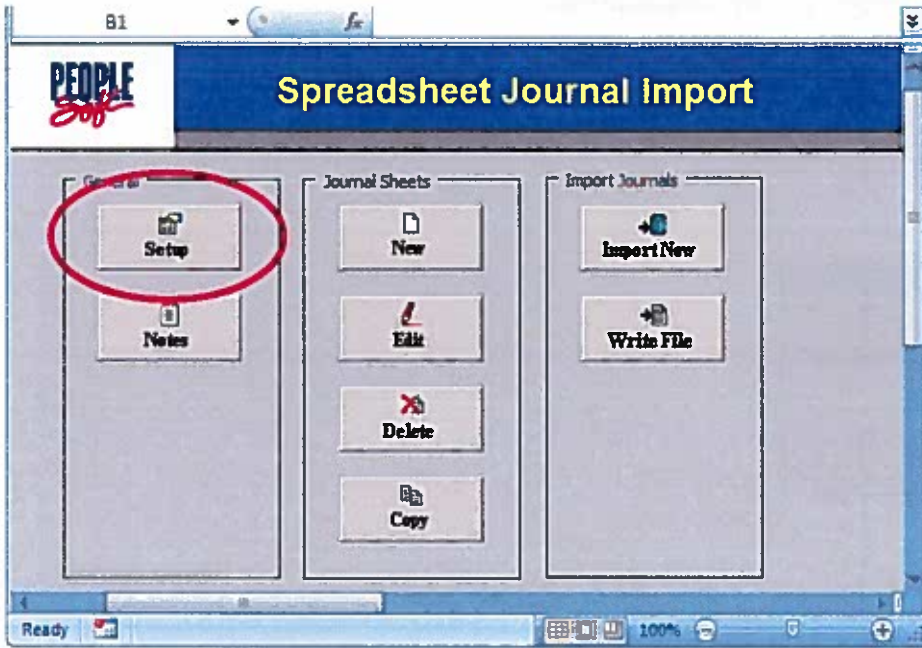 B1
fx
PEOPLE
Soft
Spreadsheet Journal Import
General
Setup
Notes
Journal Sheets
New
Edit
Delete
Copy
Import Journals
Import New
Write File
Ready
100%